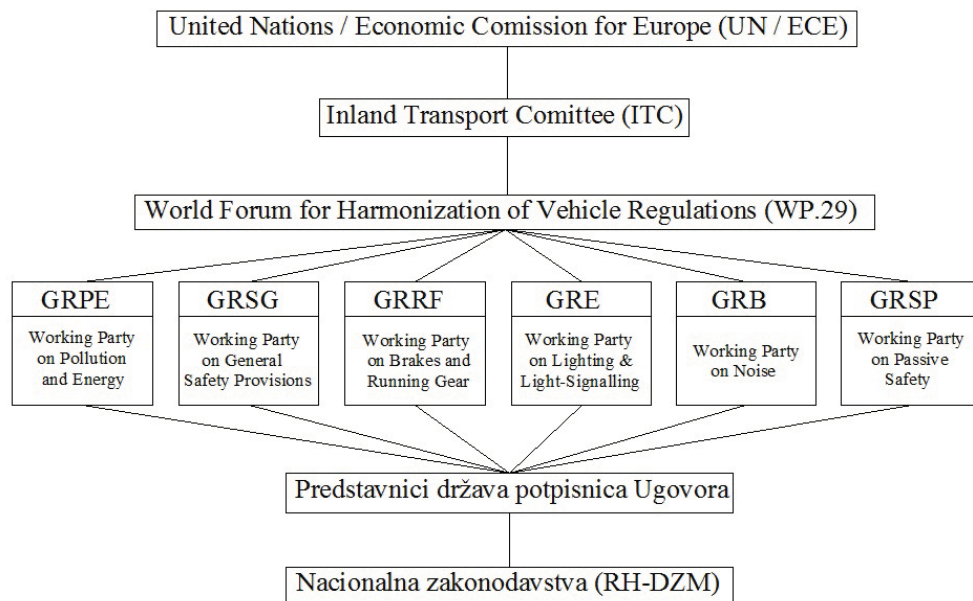 United Nations / Economic Comission for Europe (UN / ECE)
Inland Transport Comittee (ITC)
World Forum for Harmonization of Vehicle Regulations (WP.29)
GRPE
Working Party
on Pollution
and Energy
GRSG
Working Party
on General
Safety Provisions
GRRF
Working Party
on Brakes and
Running Gear
GRE
Working Party
on Lighting &
Light-Signalling
GRB
Working Party
on Noise
GRSP
Working Party
on Passive
Safety
Predstavnici država potpisnica Ugovora
Nacionalna zakonodavstva (RH-DZM)